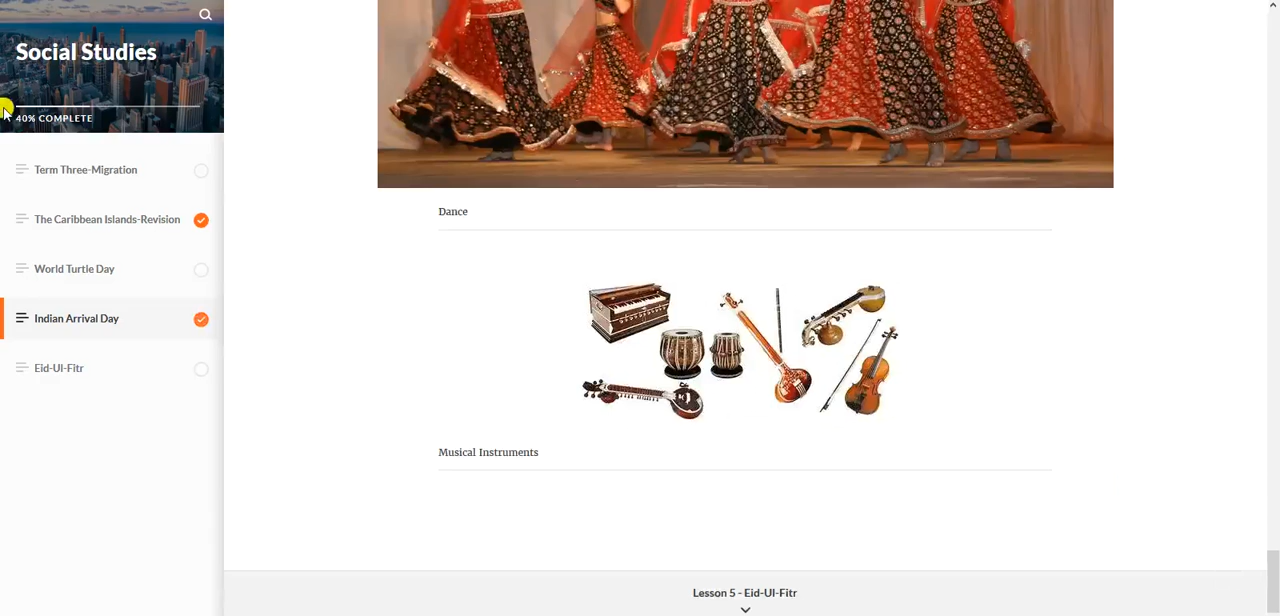 Social Studies
40% COMPLETE
Term Three-Migration
The Caribbean Islands-Revision
World Turtle Day
Indian Arrival Day
Eid-Ul-Fitr
Dance
Musical Instruments
Lesson 5 - Eid-Ul-Fitr